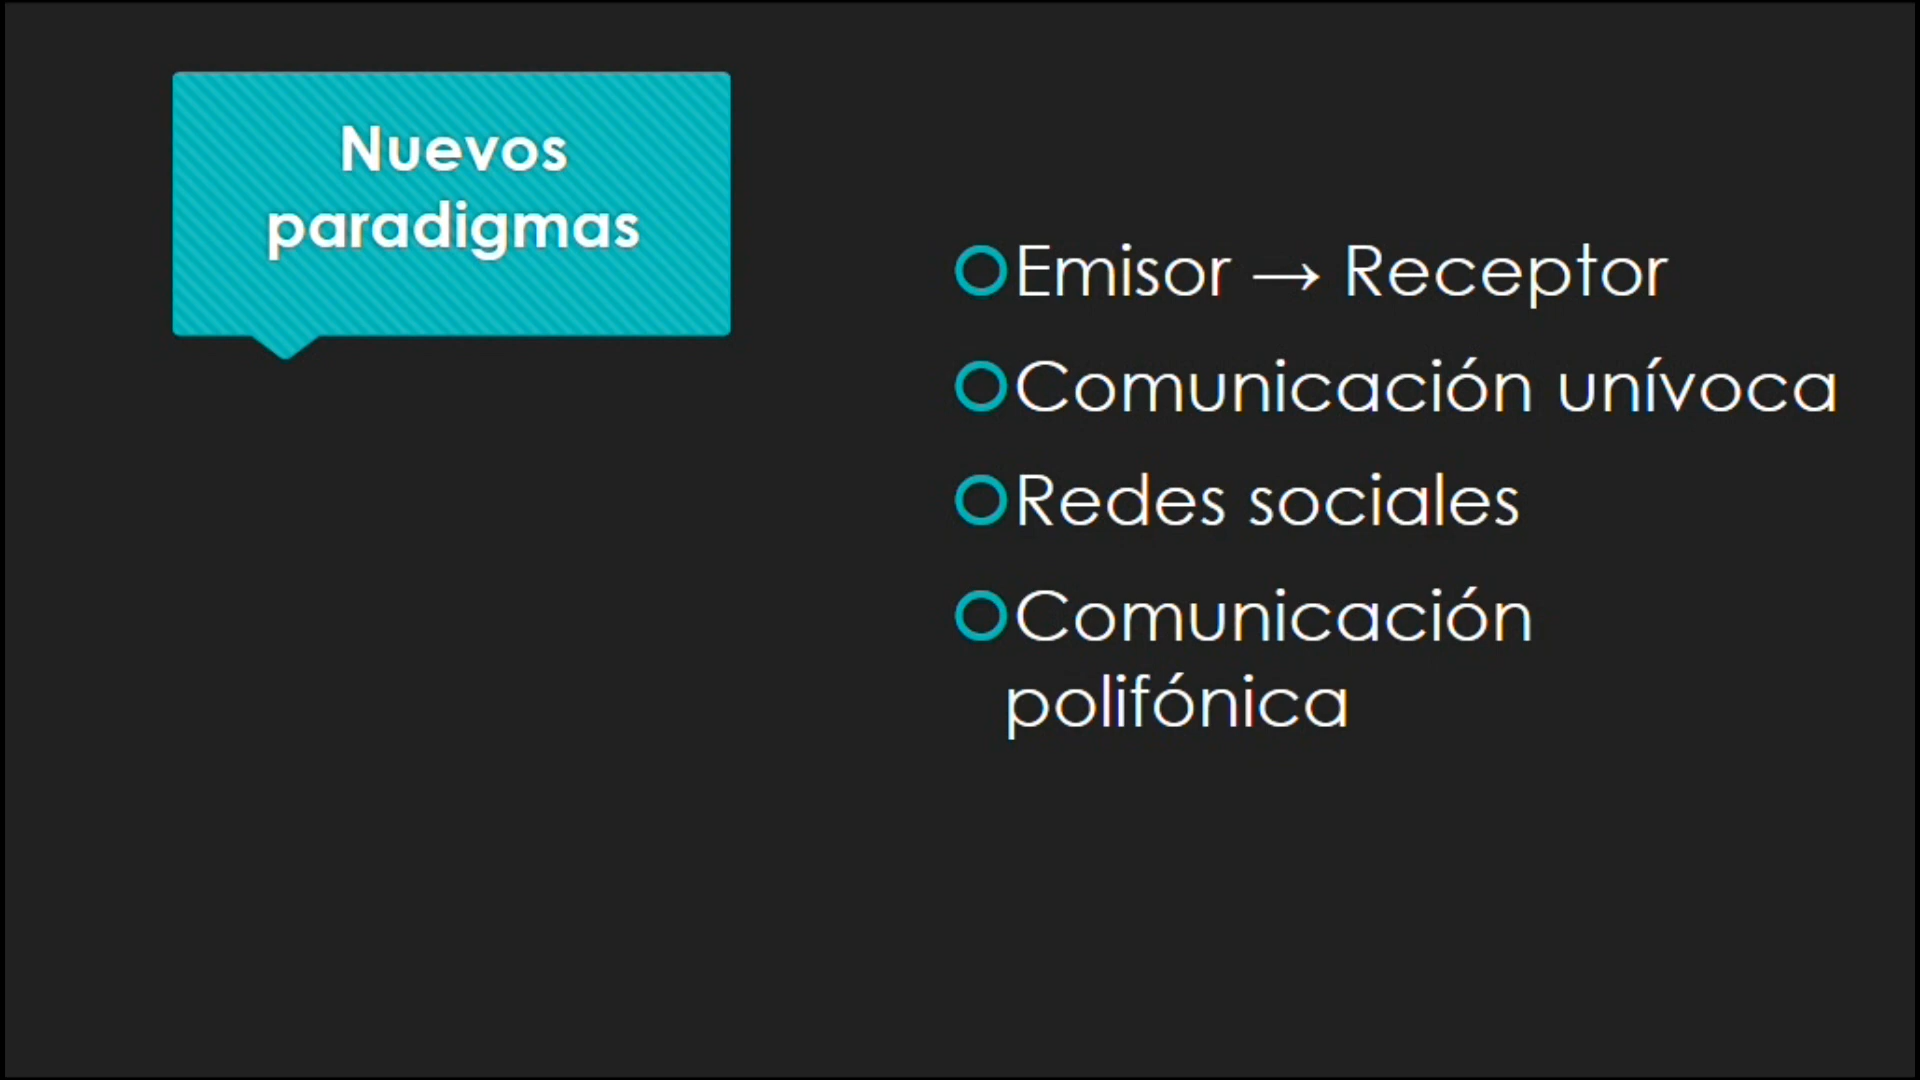 Nuevos
paradigmas
Emisor → Receptor
Comunicación unívoca
Redes sociales
Comunicación
polifónica